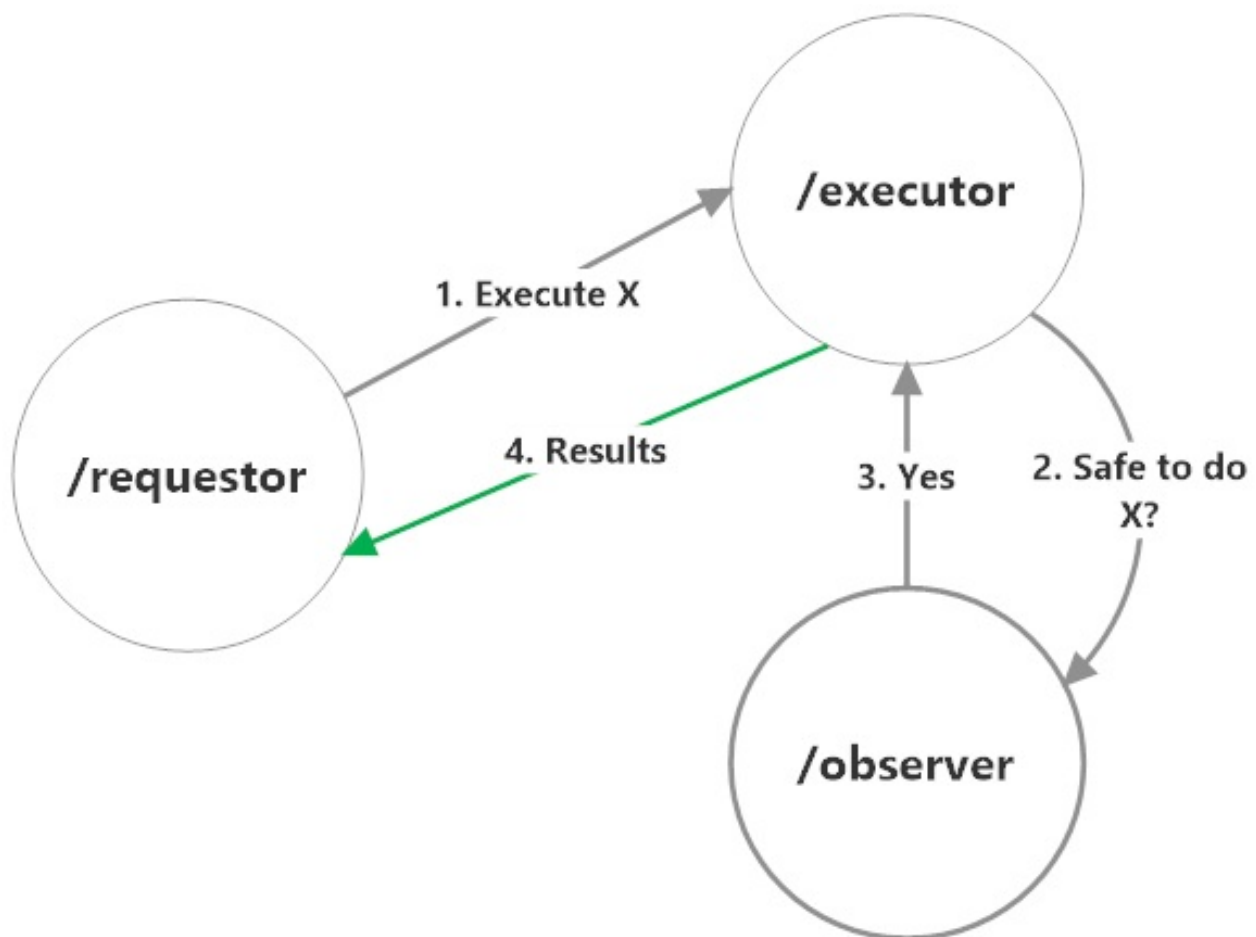 /executor
1. Execute X
4. Results
/requestor
3. Yes
2. Safe to do
X?
/observer